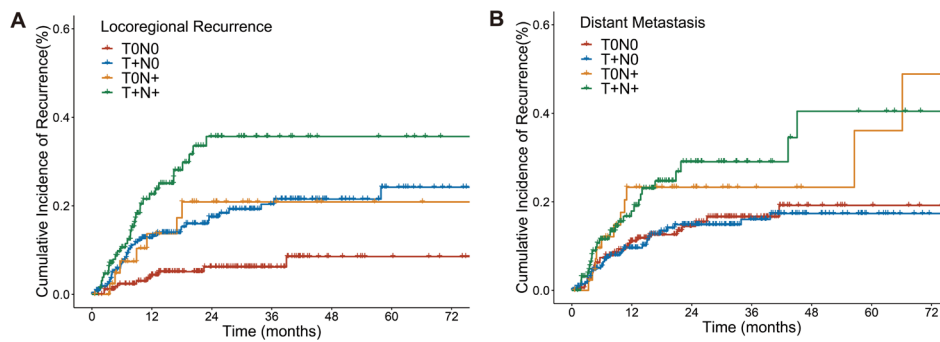 A
Locoregional Recurrence
T0N0
T+N0
T0N+
T+N+
Cumulative Incidence of Recurrence(%)
0.6
0.4
0.2
0.0
0 12 24 36 48 60 72
Time (months)
B
Distant Metastasis
T0N0
T+N0
T0N+
T+N+
Cumulative Incidence of Recurrence(%)
0.6
0.4
0.2
0.0
0 12 24 36 48 60 72
Time (months)